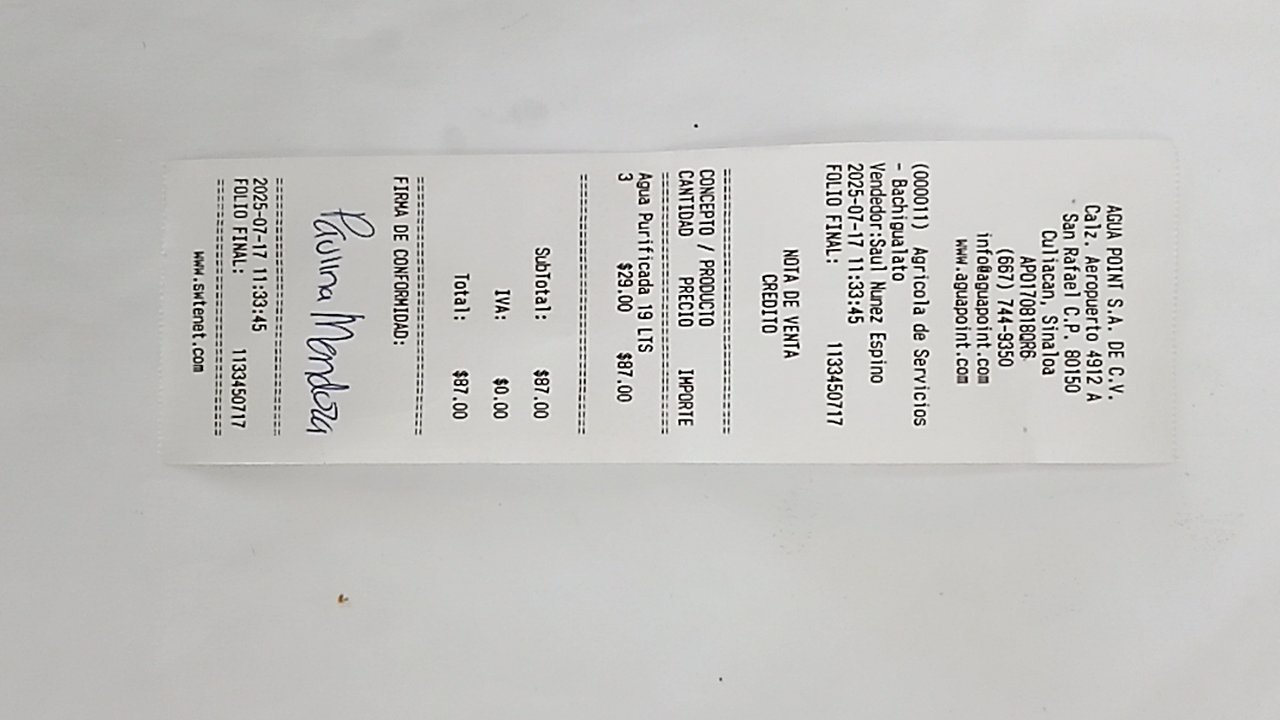 AGUA POINT S.A. DE C.V.
Calz. Aeropuerto 4912 A
San Rafael C.P. 80150
Culiacan, Sinaloa
APO170818QR6
(667) 744-9350
info@aguapoint.com
www.aguapoint.com
(000011) Agricola de Servicios
- Bachigualato
Vendedor:Saul Nunez Espino
2025-07-17 11:33:45
FOLIO FINAL: 1133450717
NOTA DE VENTA
CREDITO
==============================
CONCEPTO / PRODUCTO
CANTIDAD PRECIO IMPORTE
==============================
Agua Purificada 19 LTS
3 $29.00 $87.00
==============================
SubTotal: $87.00
IVA: $0.00
Total: $87.00
==============================
FIRMA DE CONFORMIDAD:
Paulina Mendoza
==============================
2025-07-17 11:33:45
FOLIO FINAL: 1133450717
==============================
www.swtenet.com